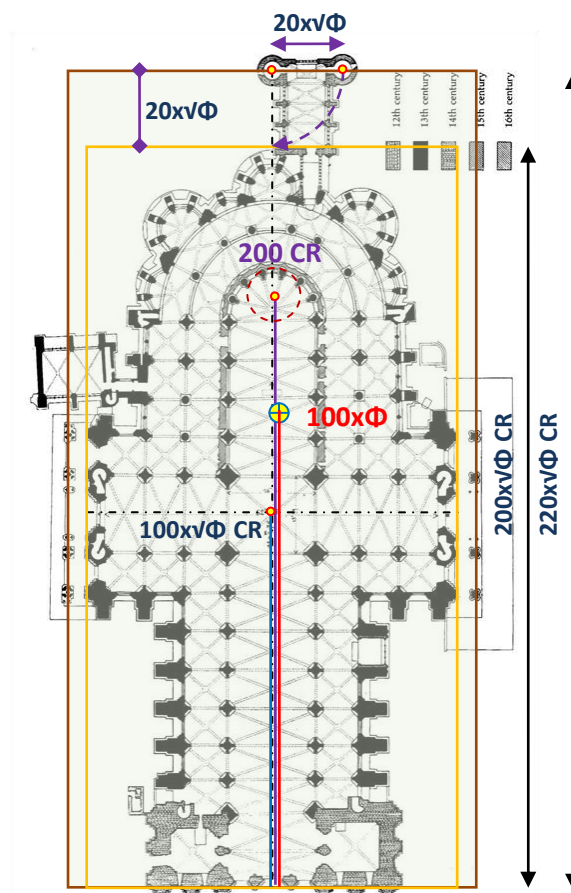 20x√Φ
20x√Φ
12th century
13th century
14th century
15th century
16th century
200 CR
100xΦ
100x√Φ CR
200x√Φ CR
220x√Φ CR